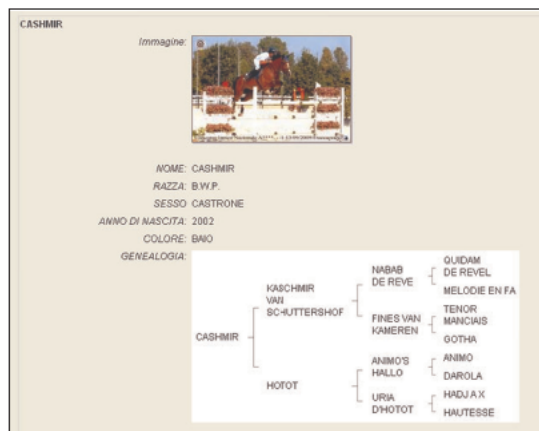 CASHMIR
Immagine:
NOME: CASHMIR
RAZZA: B.W.P.
SESSO CASTRONE
ANNO DI NASCITA: 2002
COLORE: BAIO
GENEALOGIA:
CASHMIR
KASCHMIR
VAN
SCHUTTERSHOF
NABAB
DE REVE
QUIDAM
DE REVEL
MELODIE EN FA
FINES VAN
KAMEREN
TENOR
MANCIAIS
GOTHA
HOTOT
ANIMO'S
HALLO
ANIMO
DAROLA
URIA
D'HOTOT
HADJ A X
HAUTESSE